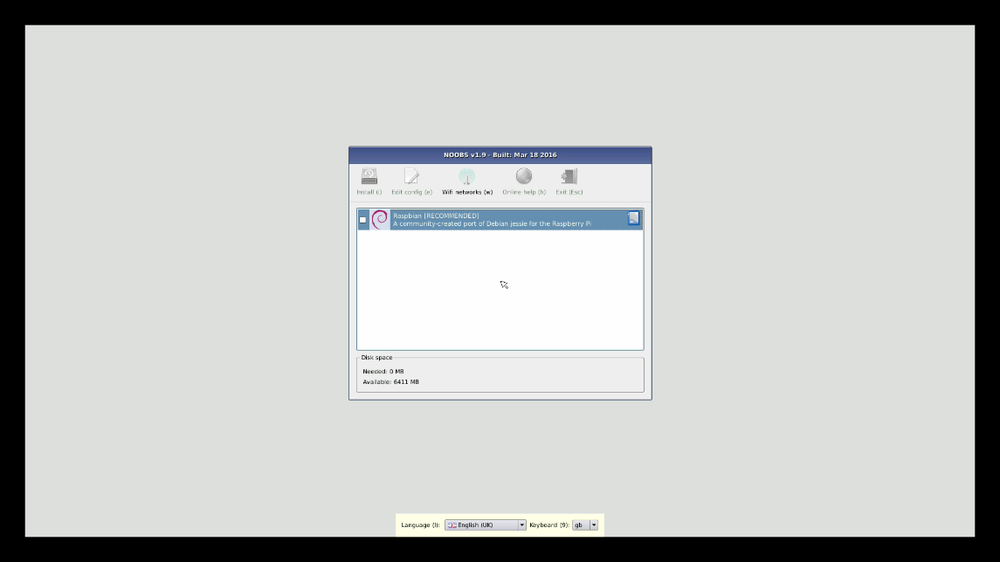 NOOBS v1.9 - Built: Mar 18 2016
Install (i) Edit config (e) Wifi networks (w) Online help (h) Exit (Esc)
Raspbian [RECOMMENDED]
A community-created port of Debian jessie for the Raspberry Pi
Disk space
Needed: 0 MB
Available: 6411 MB
Language (l): English (UK) Keyboard (9): gb